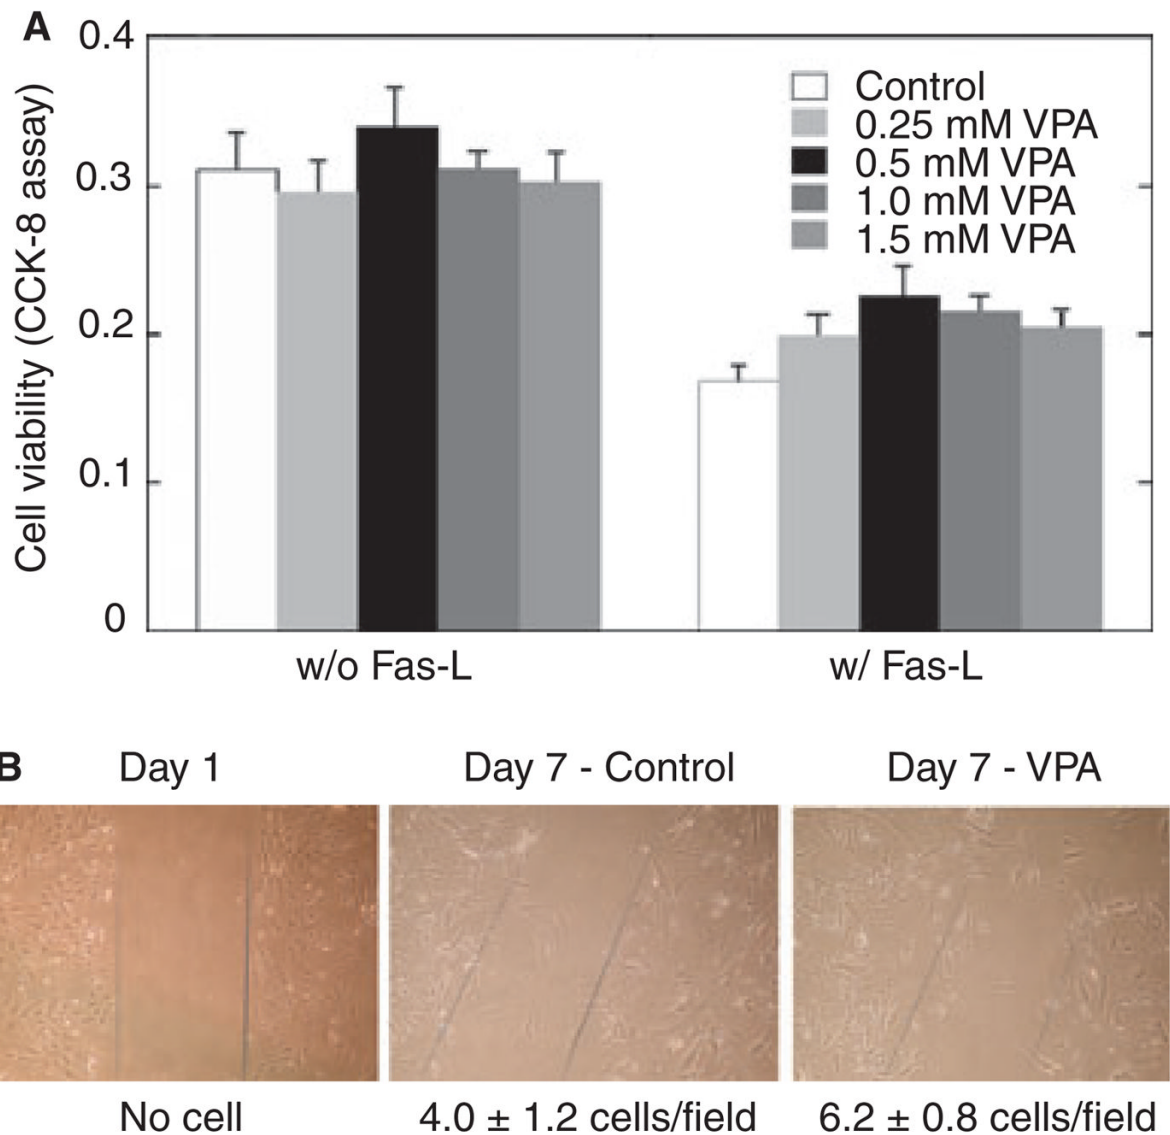 A
0.4
0.3
0.2
0.1
0
Cell viability (CCK-8 assay)
Control
0.25 mM VPA
0.5 mM VPA
1.0 mM VPA
1.5 mM VPA
w/o Fas-L
w/ Fas-L
B
Day 1
Day 7 - Control
Day 7 - VPA
No cell
4.0 ± 1.2 cells/field
6.2 ± 0.8 cells/field